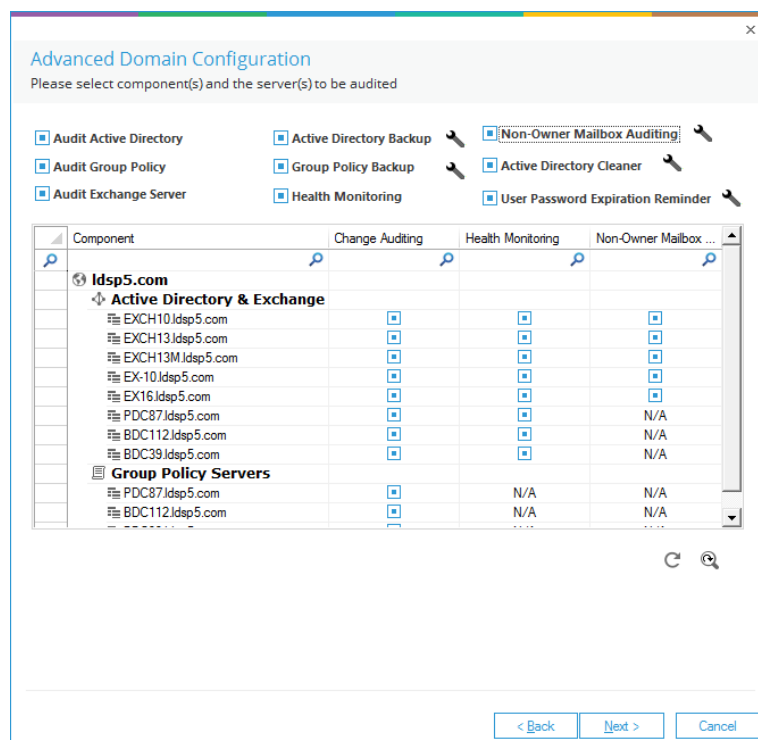 Advanced Domain Configuration
Please select component(s) and the server(s) to be audited
Audit Active Directory Active Directory Backup Non-Owner Mailbox Auditing
Audit Group Policy Group Policy Backup Active Directory Cleaner
Audit Exchange Server Health Monitoring User Password Expiration Reminder
Component Change Auditing Health Monitoring Non-Owner Mailbox ...
ldsp5.com
Active Directory & Exchange
EXCH10.ldsp5.com
EXCH13.ldsp5.com
EXCH13M.ldsp5.com
EX-10.ldsp5.com
EX16.ldsp5.com
PDC87.ldsp5.com N/A
BDC112.ldsp5.com N/A
BDC39.ldsp5.com N/A
Group Policy Servers
PDC87.ldsp5.com N/A N/A
BDC112.ldsp5.com N/A N/A
< Back Next > Cancel